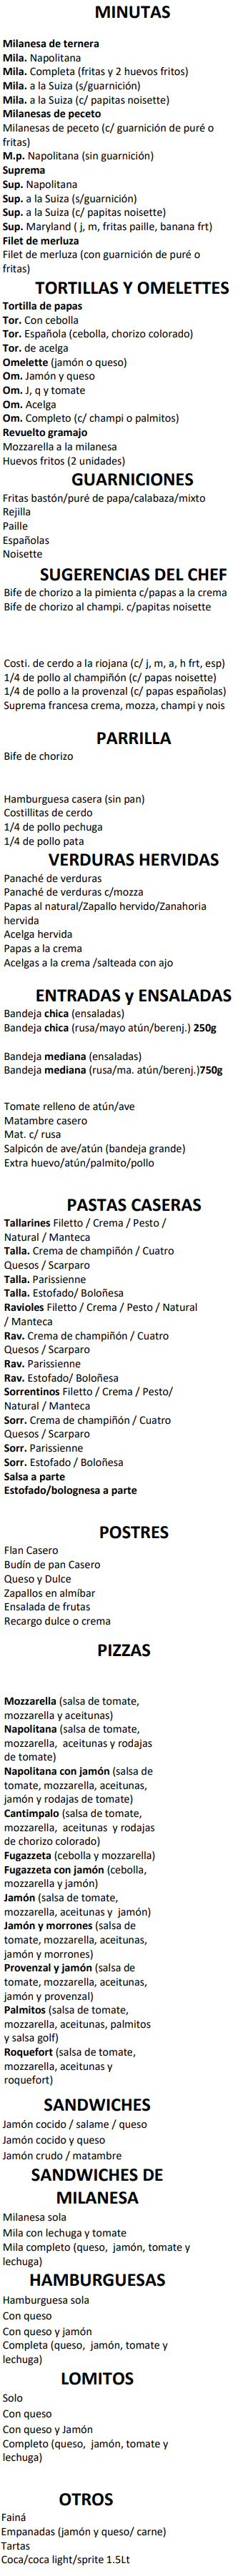 MINUTAS
Milanesa de ternera
Mila. Napolitana
Mila. Completa (fritas y 2 huevos fritos)
Mila. a la Suiza (s/guarnición)
Mila. a la Suiza (c/ papitas noisette)
Milanesas de peceto
Milanesas de peceto (c/ guarnición de puré o
fritas)
M.p. Napolitana (sin guarnición)
Suprema
Sup. Napolitana
Sup. a la Suiza (s/guarnición)
Sup. a la Suiza (c/ papitas noisette)
Sup. Maryland ( j, m, fritas paille, banana frt)
Filet de merluza
Filet de merluza (con guarnición de puré o
fritas)
TORTILLAS Y OMELETTES
Tortilla de papas
Tor. Con cebolla
Tor. Española (cebolla, chorizo colorado)
Tor. de acelga
Omelette (jamón o queso)
Om. Jamón y queso
Om. J, q y tomate
Om. Acelga
Om. Completo (c/ champi o palmitos)
Revuelto gramajo
Mozzarella a la milanesa
Huevos fritos (2 unidades)
GUARNICIONES
Fritas bastón/puré de papa/calabaza/mixto
Rejilla
Paille
Españolas
Noisette
SUGERENCIAS DEL CHEF
Bife de chorizo a la pimienta c/papas a la crema
Bife de chorizo al champi. c/papitas noisette
Costi. de cerdo a la riojana (c/ j, m, a, h frt, esp)
1/4 de pollo al champiñón (c/ papas noisette)
1/4 de pollo a la provenzal (c/ papas españolas)
Suprema francesa crema, mozza, champi y nois
PARRILLA
Bife de chorizo
Hamburguesa casera (sin pan)
Costillitas de cerdo
1/4 de pollo pechuga
1/4 de pollo pata
VERDURAS HERVIDAS
Panaché de verduras
Panaché de verduras c/mozza
Papas al natural/Zapallo hervido/Zanahoria
hervida
Acelga hervida
Papas a la crema
Acelgas a la crema /salteada con ajo
ENTRADAS y ENSALADAS
Bandeja chica (ensaladas)
Bandeja chica (rusa/mayo atún/berenj.) 250g
Bandeja mediana (ensaladas)
Bandeja mediana (rusa/ma. atún/berenj.)750g
Tomate relleno de atún/ave
Matambre casero
Mat. c/ rusa
Salpicón de ave/atún (bandeja grande)
Extra huevo/atún/palmito/pollo
PASTAS CASERAS
Tallarines Filetto / Crema / Pesto /
Natural / Manteca
Talla. Crema de champiñón / Cuatro
Quesos / Scarparo
Talla. Parissienne
Talla. Estofado/ Boloñesa
Ravioles Filetto / Crema / Pesto / Natural
/ Manteca
Rav. Crema de champiñón / Cuatro
Quesos / Scarparo
Rav. Parissienne
Rav. Estofado/ Boloñesa
Sorrentinos Filetto / Crema / Pesto/
Natural / Manteca
Sorr. Crema de champiñón / Cuatro
Quesos / Scarparo
Sorr. Parissienne
Sorr. Estofado / Boloñesa
Salsa a parte
Estofado/bolognesa a parte
POSTRES
Flan Casero
Budín de pan Casero
Queso y Dulce
Zapallos en almíbar
Ensalada de frutas
Recargo dulce o crema
PIZZAS
Mozzarella (salsa de tomate,
mozzarella y aceitunas)
Napolitana (salsa de tomate,
mozzarella, aceitunas y rodajas
de tomate)
Napolitana con jamón (salsa de
tomate, mozzarella, aceitunas,
jamón y rodajas de tomate)
Cantimpalo (salsa de tomate,
mozzarella, aceitunas y rodajas
de chorizo colorado)
Fugazzeta (cebolla y mozzarella)
Fugazzeta con jamón (cebolla,
mozzarella y jamón)
Jamón (salsa de tomate,
mozzarella, aceitunas y jamón)
Jamón y morrones (salsa de
tomate, mozzarella, aceitunas,
jamón y morrones)
Provenzal y jamón (salsa de
tomate, mozzarella, aceitunas,
jamón y provenzal)
Palmitos (salsa de tomate,
mozzarella, aceitunas, palmitos
y salsa golf)
Roquefort (salsa de tomate,
mozzarella, aceitunas y
roquefort)
SANDWICHES
Jamón cocido / salame / queso
Jamón cocido y queso
Jamón crudo / matambre
SANDWICHES DE
MILANESA
Milanesa sola
Mila con lechuga y tomate
Mila completo (queso, jamón, tomate y
lechuga)
HAMBURGUESAS
Hamburguesa sola
Con queso
Con queso y jamón
Completa (queso, jamón, tomate y
lechuga)
LOMITOS
Solo
Con queso
Con queso y Jamón
Completo (queso, jamón, tomate y
lechuga)
OTROS
Fainá
Empanadas (jamón y queso/ carne)
Tartas
Coca/coca light/sprite 1.5Lt